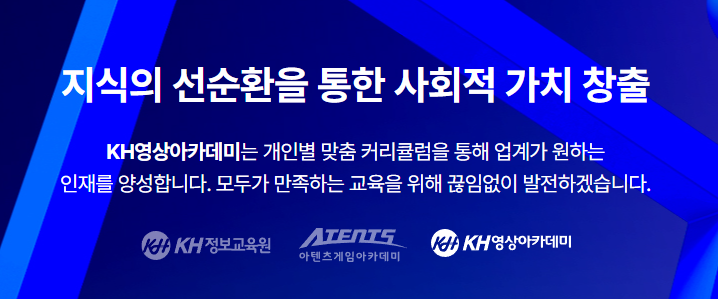 지식의 선순환을 통한 사회적 가치 창출
KH영상아카데미는 개인별 맞춤 커리큘럼을 통해 업계가 원하는
인재를 양성합니다. 모두가 만족하는 교육을 위해 끊임없이 발전하겠습니다.
KH KH정보교육원 ATENTS 아텐츠게임아카데미 KH KH영상아카데미